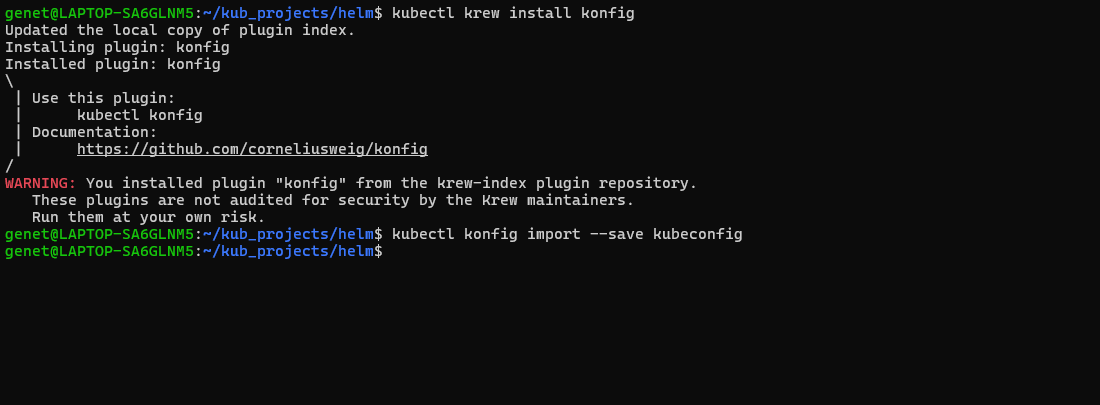 genet@LAPTOP-SA6GLNM5:~/kub_projects/helm$ kubectl krew install konfig
Updated the local copy of plugin index.
Installing plugin: konfig
Installed plugin: konfig
\
 | Use this plugin:
 |      kubectl konfig
 | Documentation:
 |      https://github.com/corneliusweig/konfig
/
WARNING: You installed plugin "konfig" from the krew-index plugin repository.
   These plugins are not audited for security by the Krew maintainers.
   Run them at your own risk.
genet@LAPTOP-SA6GLNM5:~/kub_projects/helm$ kubectl konfig import --save kubeconfig
genet@LAPTOP-SA6GLNM5:~/kub_projects/helm$